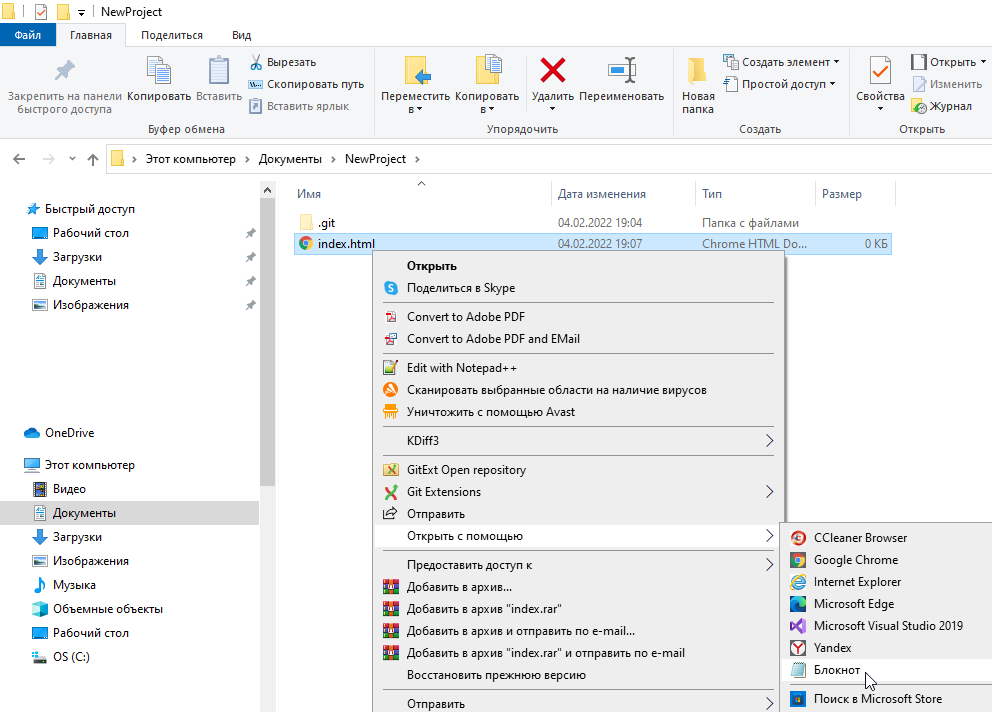 NewProject
Файл Главная Поделиться Вид
Закрепить на панели быстрого доступа
Копировать
Вставить
Вырезать
Скопировать путь
Вставить ярлык
Буфер обмена
Переместить в
Копировать в
Удалить
Переименовать
Упорядочить
Новая папка
Создать элемент
Простой доступ
Создать
Свойства
Открыть
Изменить
Журнал
Открыть
Этот компьютер > Документы > NewProject >
Быстрый доступ
Рабочий стол
Загрузки
Документы
Изображения
OneDrive
Этот компьютер
Видео
Документы
Загрузки
Изображения
Музыка
Объемные объекты
Рабочий стол
OS (C:)
Имя Дата изменения Тип Размер
.git 04.02.2022 19:04 Папка с файлами
index.html 04.02.2022 19:07 Chrome HTML Do... 0 КБ
Открыть
Поделиться в Skype
Convert to Adobe PDF
Convert to Adobe PDF and EMail
Edit with Notepad++
Сканировать выбранные области на наличие вирусов
Уничтожить с помощью Avast
KDiff3
GitExt Open repository
Git Extensions
Отправить
Открыть с помощью
Предоставить доступ к
Добавить в архив...
Добавить в архив "index.rar"
Добавить в архив и отправить по e-mail...
Добавить в архив "index.rar" и отправить по e-mail
Восстановить прежнюю версию
Отправить
CCleaner Browser
Google Chrome
Internet Explorer
Microsoft Edge
Microsoft Visual Studio 2019
Yandex
Блокнот
Поиск в Microsoft Store